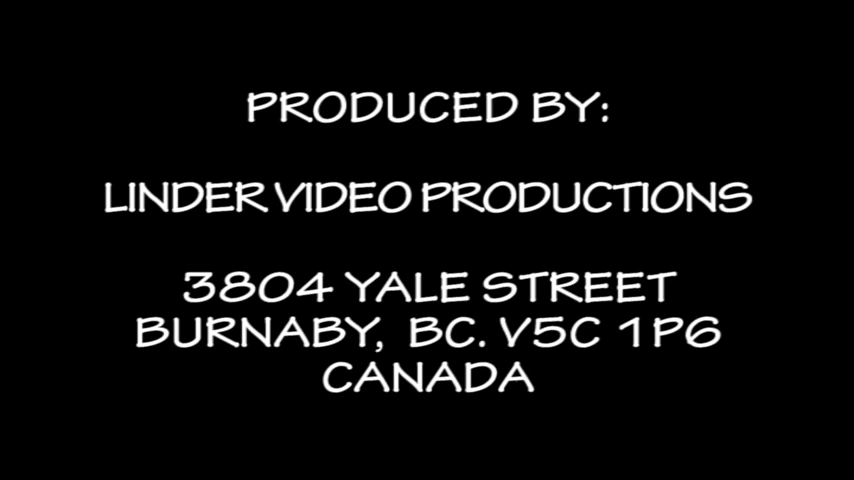 PRODUCED BY:
LINDER VIDEO PRODUCTIONS
3804 YALE STREET
BURNABY, BC. V5C 1P6
CANADA